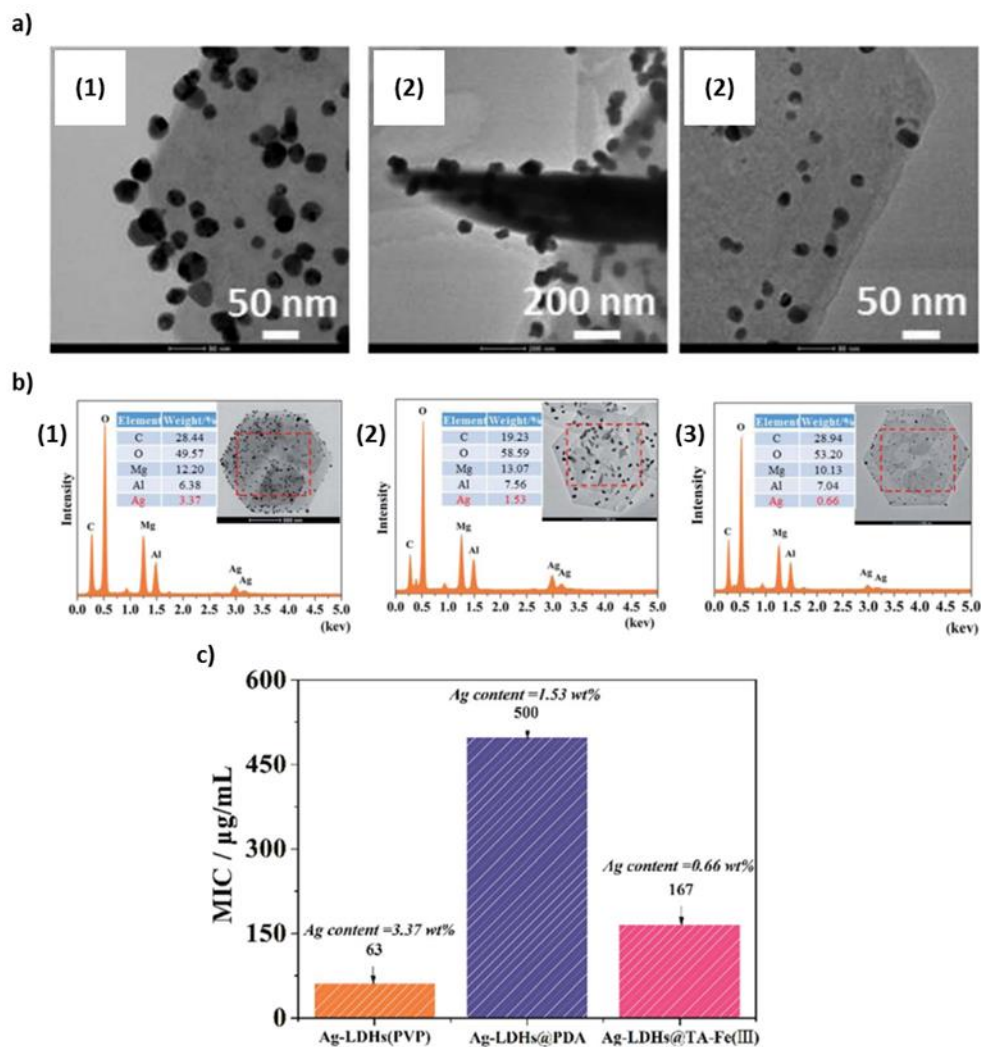 a)
(1)
(2)
(2)
50 nm
200 nm
50 nm
b)
(1)
Element Weight/%
C 28.44
O 49.57
Mg 12.20
Al 6.38
Ag 3.37
C
O
Mg
Al
Ag
Ag
Intensity
0.0 0.5 1.0 1.5 2.0 2.5 3.0 3.5 4.0 4.5 5.0
(kev)
(2)
Element Weight/%
C 19.23
O 58.59
Mg 13.07
Al 7.56
Ag 1.53
C
O
Mg
Al
Ag
Ag
Intensity
0.0 0.5 1.0 1.5 2.0 2.5 3.0 3.5 4.0 4.5 5.0
(kev)
(3)
Element Weight/%
C 28.94
O 53.20
Mg 10.13
Al 7.04
Ag 0.66
C
O
Mg
Al
Ag
Ag
Intensity
0.0 0.5 1.0 1.5 2.0 2.5 3.0 3.5 4.0 4.5 5.0
(kev)
c)
MIC / μg/mL
600
450
300
150
0
Ag content =3.37 wt%
63
Ag content =1.53 wt%
500
Ag content =0.66 wt%
167
Ag-LDHs(PVP)
Ag-LDHs@PDA
Ag-LDHs@TA-Fe(III)